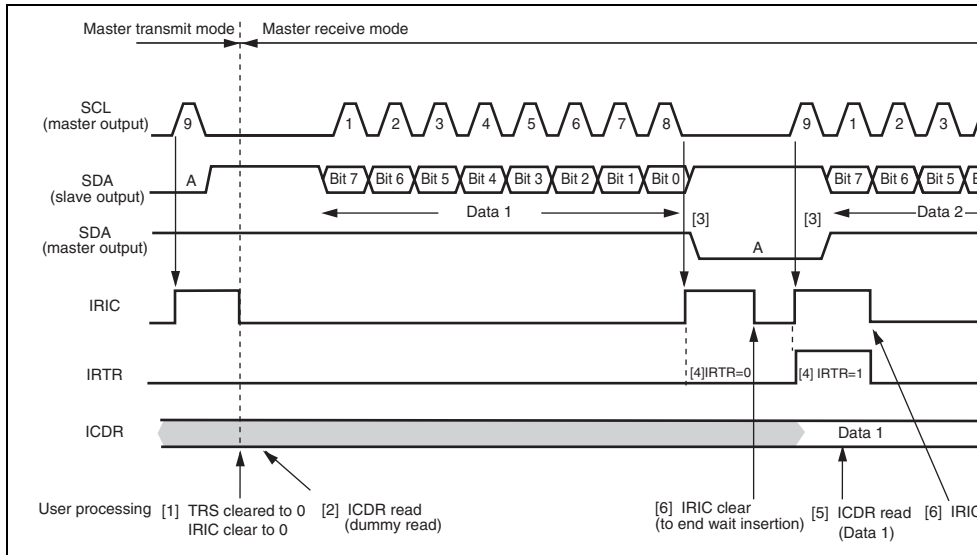 Master transmit mode Master receive mode
SCL
(master output)
9 1 2 3 4 5 6 7 8 9 1 2 3
SDA
(slave output)
A Bit 7 Bit 6 Bit 5 Bit 4 Bit 3 Bit 2 Bit 1 Bit 0 Bit 7 Bit 6 Bit 5 B
Data 1 [3] [3] Data 2
SDA
(master output)
A
IRIC
IRTR
[4]IRTR=0 [4] IRTR=1
ICDR
Data 1
User processing [1] TRS cleared to 0
IRIC clear to 0
[2] ICDR read
(dummy read)
[6] IRIC clear
(to end wait insertion)
[5] ICDR read
(Data 1)
[6] IRIC